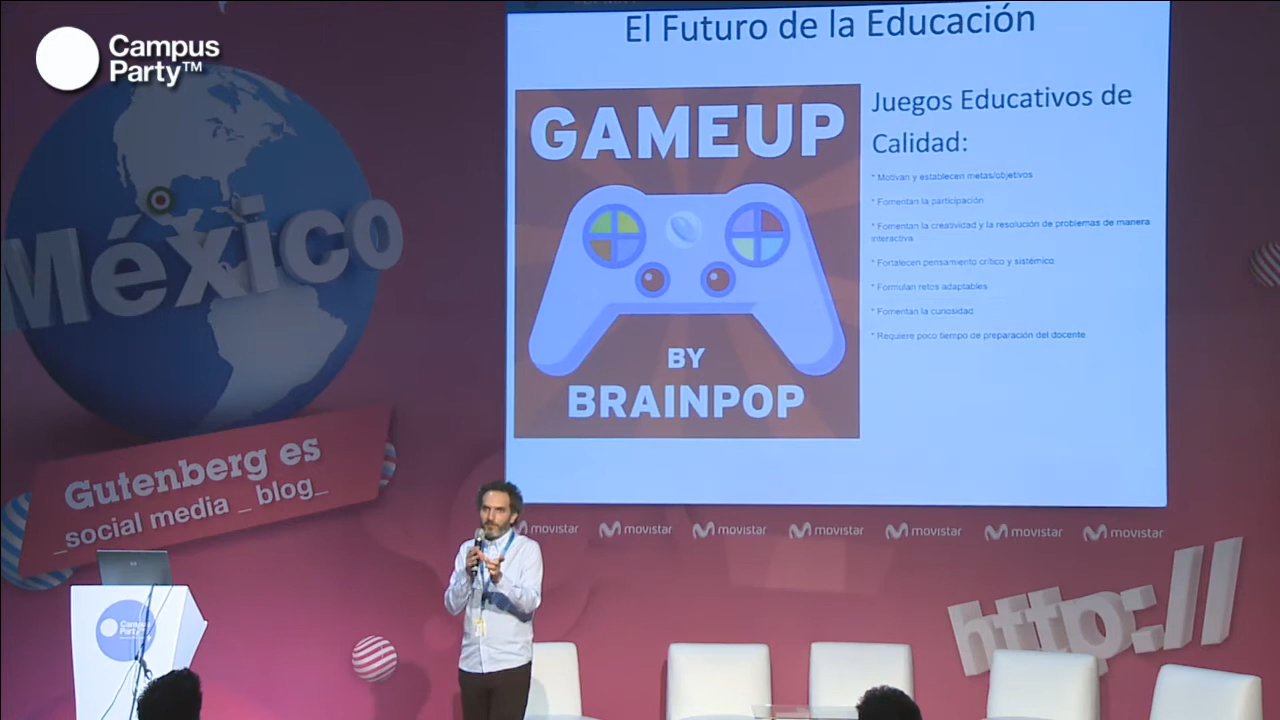 Campus
Party™
El Futuro de la Educación
GAMEUP
BY
BRAINPOP
Juegos Educativos de
Calidad:
* Motivan y establecen metas/objetivos
* Fomentan la participación
* Fomentan la creatividad y la resolución de problemas de manera
interactiva
* Fortalecen pensamiento crítico y sistémico
* Formulan retos adaptables
* Fomentan la curiosidad
* Requiere poco tiempo de preparación del docente
México
Gutenberg es
_social media _ blog_
movistar movistar movistar movistar movistar movistar movistar
http://
Campus
Party